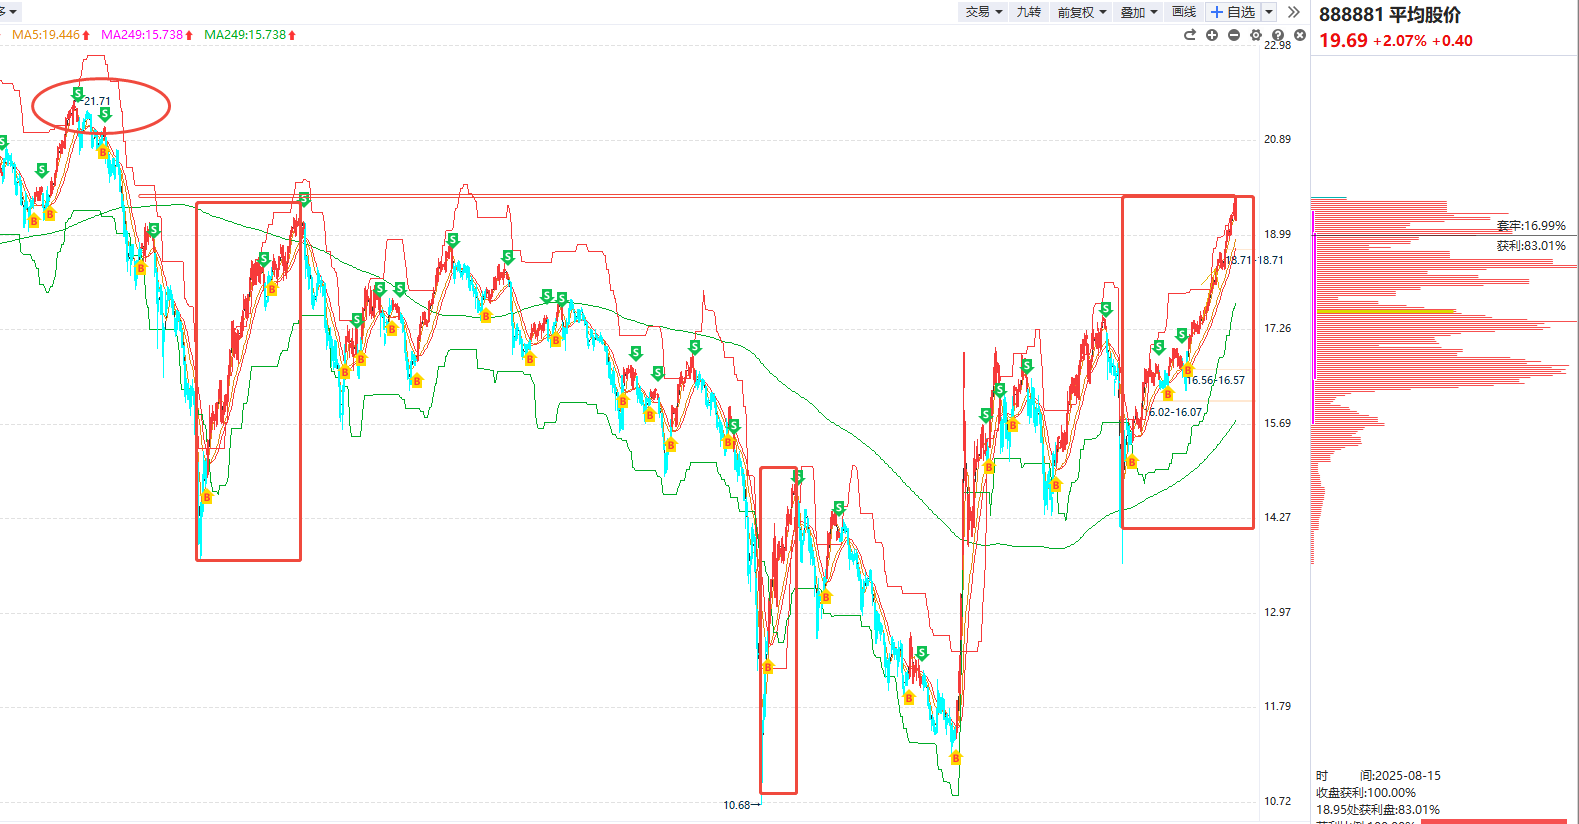 多
交易 九转 前复权 叠加 画线 + 自选
888881 平均股价
19.69 +2.07% +0.40
MA5:19.446 MA249:15.738 MA249:15.738
22.98
20.89
18.99
17.26
15.69
14.27
12.97
11.79
10.72
21.71
18.71-18.71
16.56-16.57
6.02-16.07
10.68
套牢:16.99%
获利:83.01%
时 间:2025-08-15
收盘获利:100.00%
18.95处获利盘:83.01%